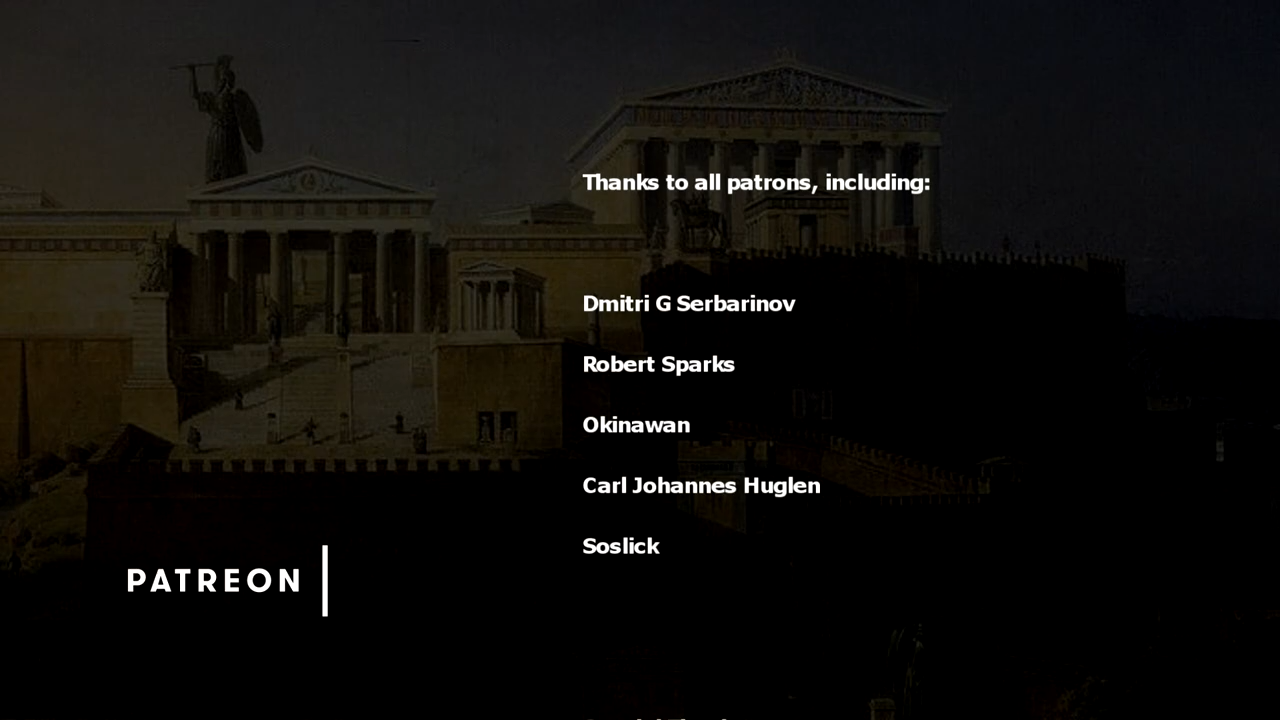 Thanks to all patrons, including:
Dmitri G Serbarinov
Robert Sparks
Okinawan
Carl Johannes Huglen
Soslick
PATREON